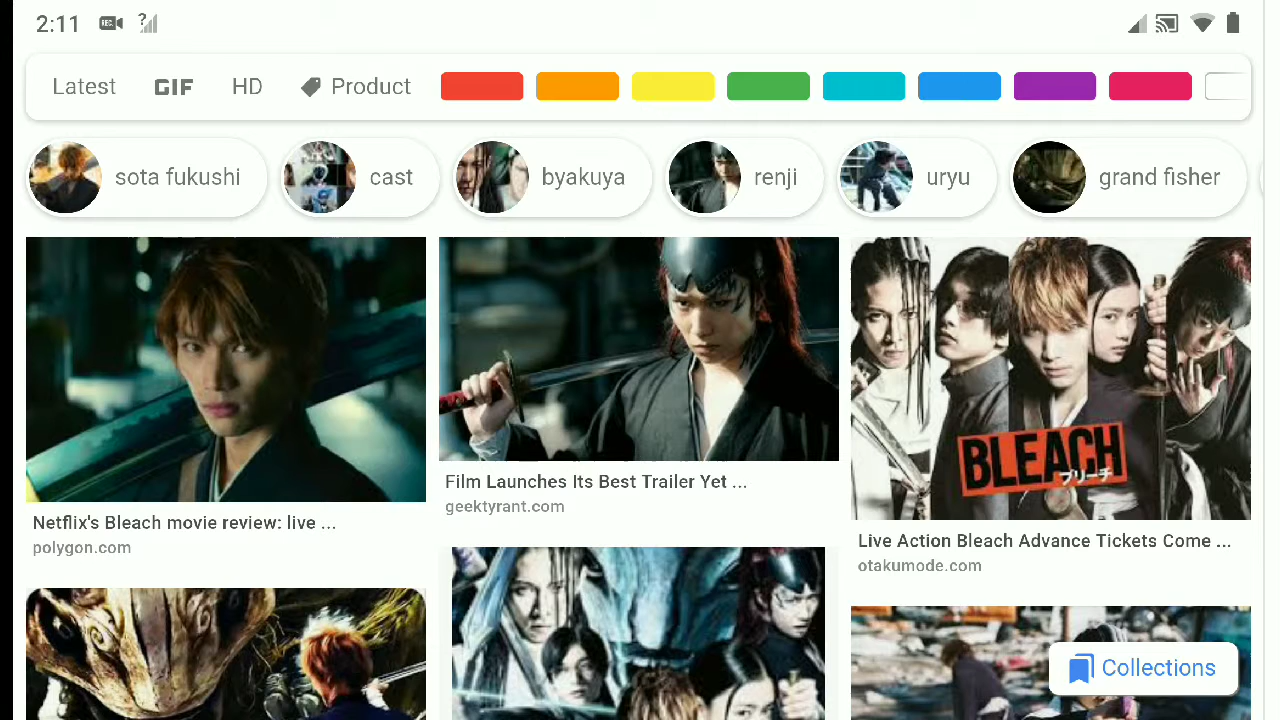 2:11
REC
?
Latest
GIF
HD
Product
sota fukushi
cast
byakuya
renji
uryu
grand fisher
BLEACH
ブリーチ
Netflix's Bleach movie review: live ...
polygon.com
Film Launches Its Best Trailer Yet ...
geektyrant.com
Live Action Bleach Advance Tickets Come ...
otakumode.com
Collections